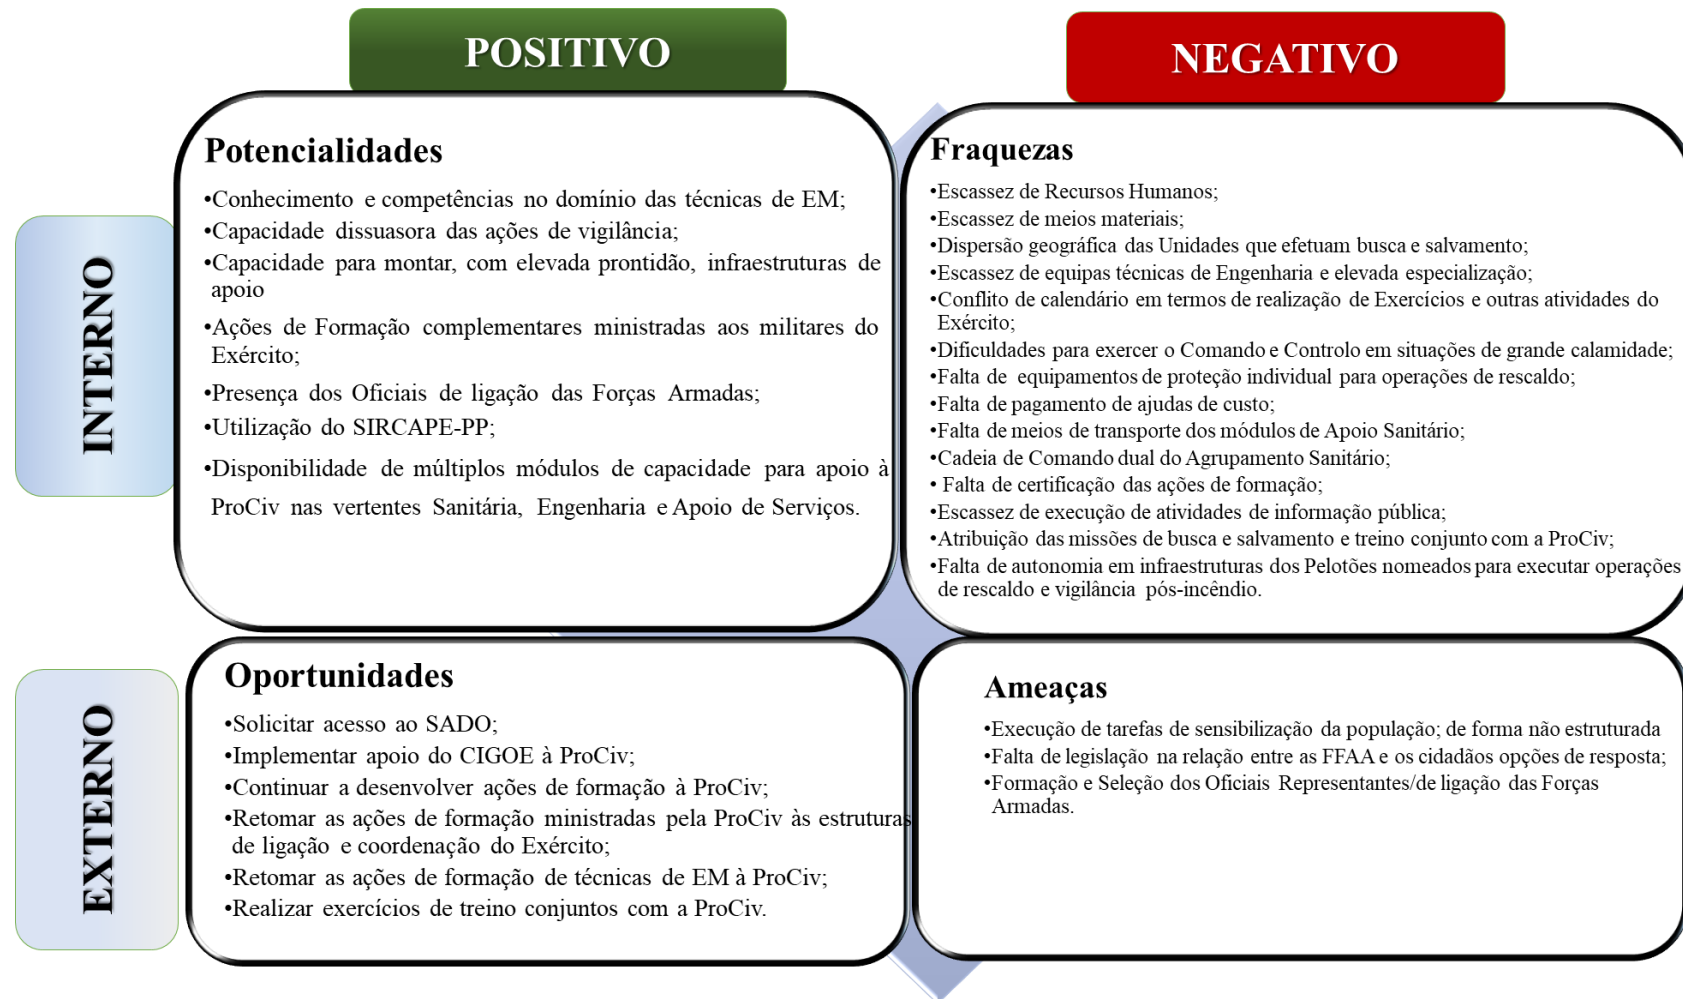 POSITIVO
NEGATIVO
INTERNO
Potencialidades
•Conhecimento e competências no domínio das técnicas de EM;
•Capacidade dissuasora das ações de vigilância;
•Capacidade para montar, com elevada prontidão, infraestruturas de
apoio
•Ações de Formação complementares ministradas aos militares do
Exército;
•Presença dos Oficiais de ligação das Forças Armadas;
•Utilização do SIRCAPE-PP;
•Disponibilidade de múltiplos módulos de capacidade para apoio à
ProCiv nas vertentes Sanitária, Engenharia e Apoio de Serviços.
Fraquezas
•Escassez de Recursos Humanos;
•Escassez de meios materiais;
•Dispersão geográfica das Unidades que efetuam busca e salvamento;
•Escassez de equipas técnicas de Engenharia e elevada especialização;
•Conflito de calendário em termos de realização de Exercícios e outras atividades do
Exército;
•Dificuldades para exercer o Comando e Controlo em situações de grande calamidade;
•Falta de equipamentos de proteção individual para operações de rescaldo;
•Falta de pagamento de ajudas de custo;
•Falta de meios de transporte dos módulos de Apoio Sanitário;
•Cadeia de Comando dual do Agrupamento Sanitário;
• Falta de certificação das ações de formação;
•Escassez de execução de atividades de informação pública;
•Atribuição das missões de busca e salvamento e treino conjunto com a ProCiv;
•Falta de autonomia em infraestruturas dos Pelotões nomeados para executar operações
de rescaldo e vigilância pós-incêndio.
EXTERNO
Oportunidades
•Solicitar acesso ao SADO;
•Implementar apoio do CIGOE à ProCiv;
•Continuar a desenvolver ações de formação à ProCiv;
•Retomar as ações de formação ministradas pela ProCiv às estruturas
de ligação e coordenação do Exército;
•Retomar as ações de formação de técnicas de EM à ProCiv;
•Realizar exercícios de treino conjuntos com a ProCiv.
Ameaças
•Execução de tarefas de sensibilização da população; de forma não estruturada
•Falta de legislação na relação entre as FFAA e os cidadãos opções de resposta;
•Formação e Seleção dos Oficiais Representantes/de ligação das Forças
Armadas.